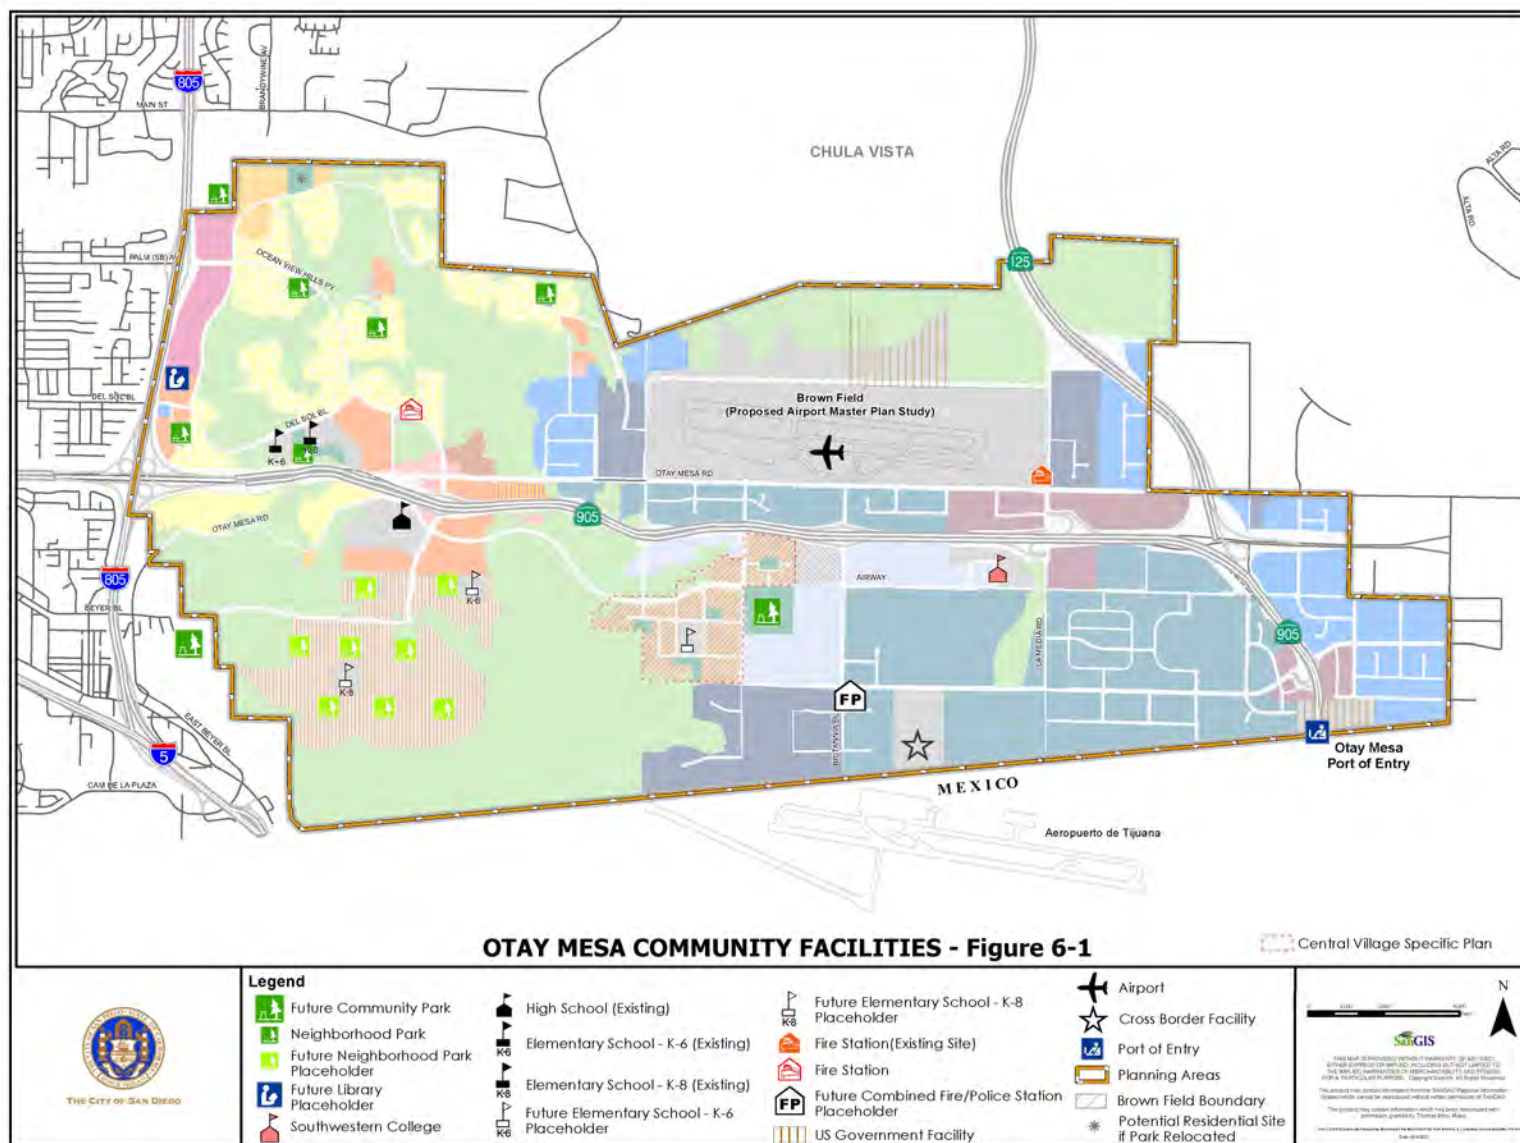 805
BRANDYWINE AV
MAIN ST
CHULA VISTA
ALTA RD
ALTA RD
PALM (SB) AV
OCEAN VIEW HILLS PY
125
DEL SOL BL
DEL SOL BL
Brown Field
(Proposed Airport Master Plan Study)
K-6
K-8
OTAY MESA RD
OTAY MESA RD
905
805
BEYER BL
AIRWAY
K-6
LA MEDIA RD
905
K-8
FP
BRITANNIA BL
EAST BEYER BL
5
CAM DE LA PLAZA
Otay Mesa
Port of Entry
MEXICO
Aeropuerto de Tijuana
OTAY MESA COMMUNITY FACILITIES - Figure 6-1
Central Village Specific Plan
THE CITY OF SAN DIEGO
Legend
Future Community Park
Neighborhood Park
Future Neighborhood Park
Placeholder
Future Library
Placeholder
Southwestern College
High School (Existing)
K-6
Elementary School - K-6 (Existing)
K-8
Elementary School - K-8 (Existing)
K-6
Future Elementary School - K-6
Placeholder
K-8
Future Elementary School - K-8
Placeholder
Fire Station(Existing Site)
Fire Station
FP
Future Combined Fire/Police Station
Placeholder
US Government Facility
Airport
Cross Border Facility
Port of Entry
Planning Areas
Brown Field Boundary
Potential Residential Site
if Park Relocated
N
SanGIS